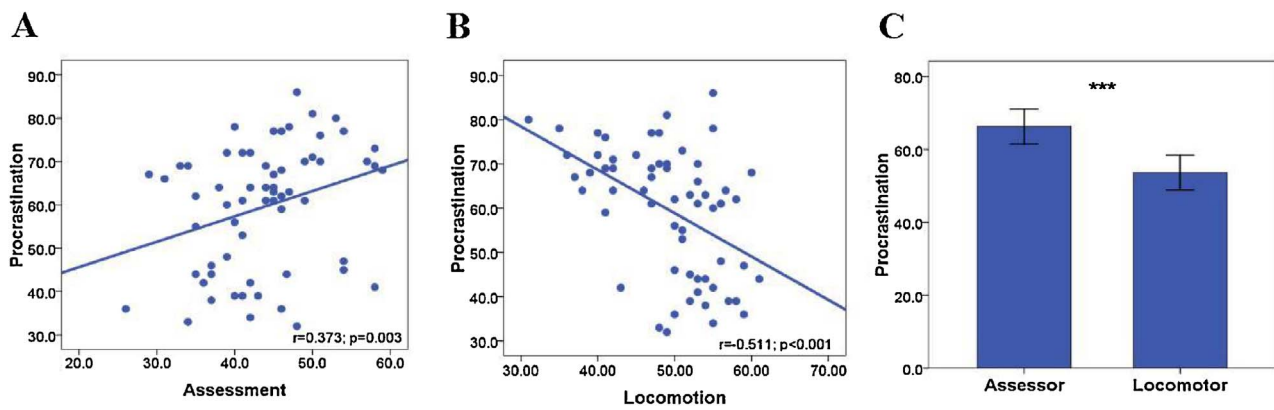 A
Procrastination
90.0
80.0
70.0
60.0
50.0
40.0
30.0
r=0.373; p=0.003
20.0 30.0 40.0 50.0 60.0
Assessment
B
Procrastination
90.0
80.0
70.0
60.0
50.0
40.0
30.0
r=-0.511; p<0.001
30.00 40.00 50.00 60.00 70.00
Locomotion
C
Procrastination
80.0
60.0
40.0
20.0
0.0
***
Assessor Locomotor